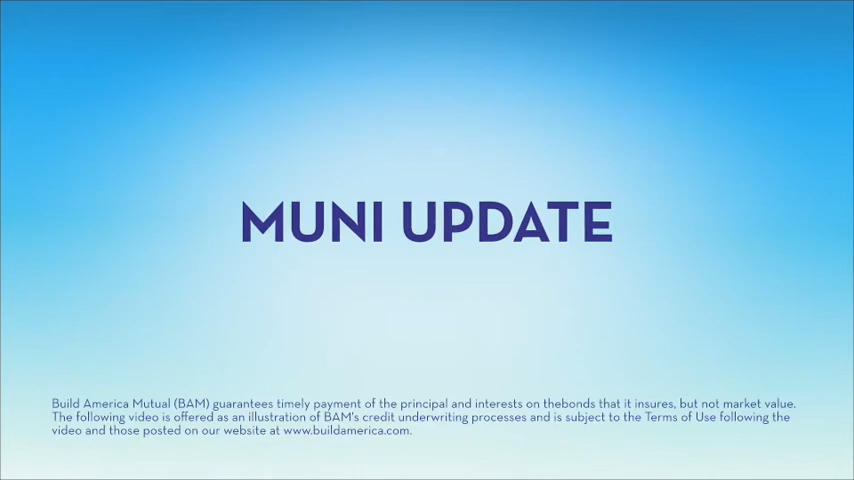 MUNI UPDATE
Build America Mutual (BAM) guarantees timely payment of the principal and interests on thebonds that it insures, but not market value.
The following video is offered as an illustration of BAM's credit underwriting processes and is subject to the Terms of Use following the
video and those posted on our website at www.buildamerica.com.